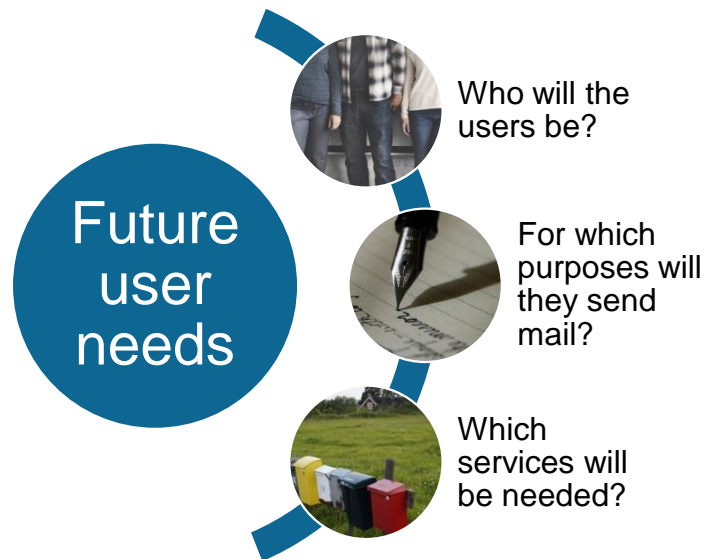 Future
user
needs
Who will the
users be?
For which
purposes will
they send
mail?
Which
services will
be needed?